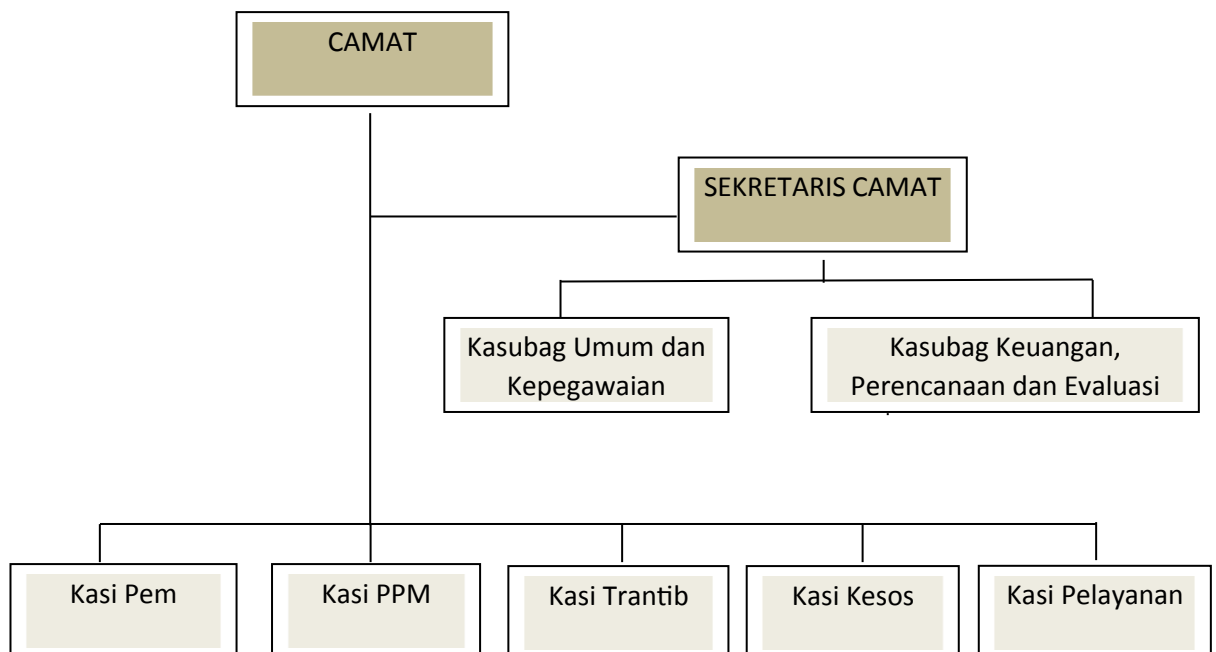 CAMAT
SEKRETARIS CAMAT
Kasubag Umum dan
Kepegawaian
Kasubag Keuangan,
Perencanaan dan Evaluasi
Kasi Pem
Kasi PPM
Kasi Trantib
Kasi Kesos
Kasi Pelayanan